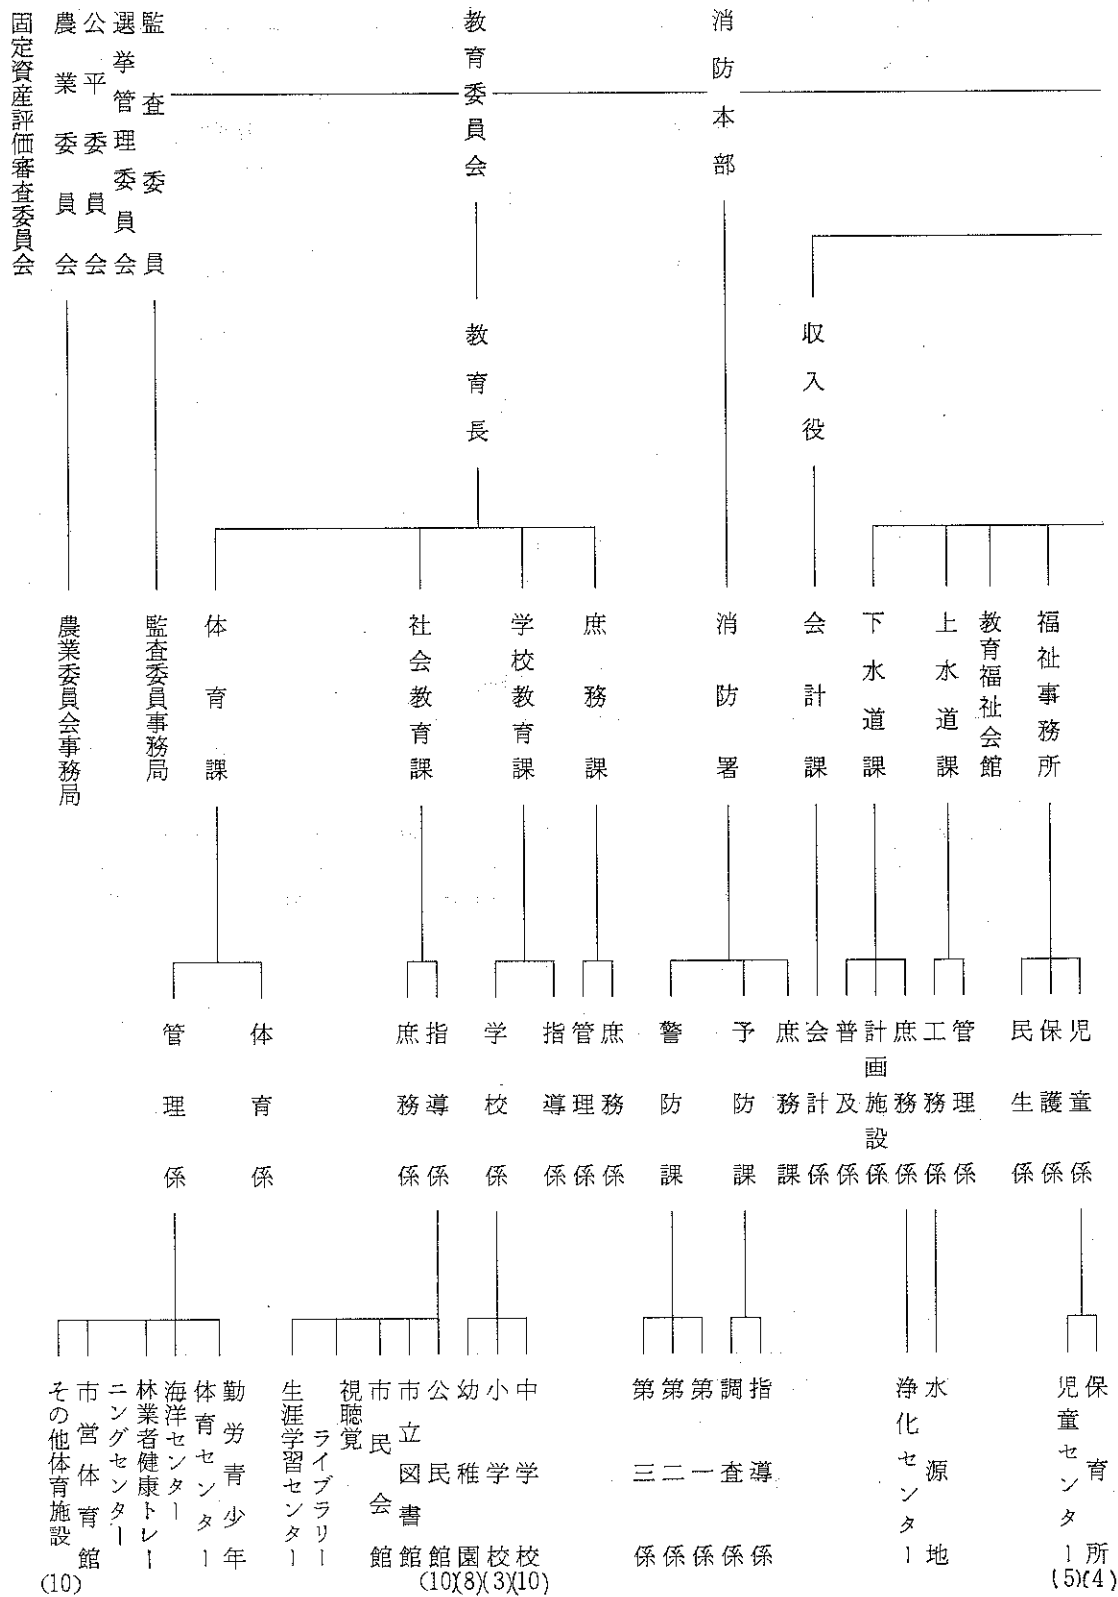 消防本部
教育委員会
監査委員
選挙管理委員会
公平委員会
農業委員会
固定資産評価審査委員会
収入役
教育長
福祉事務所
教育福祉会館
上水道課
下水道課
会計課
消防署
庶務課
学校教育課
社会教育課
体育課
監査委員事務局
農業委員会事務局
児童係
保護係
民生係
管理係
工務係
庶務係
計画施設係
普及係
会計係
庶務課
予防課
警防課
庶務係
管理係
指導係
学校係
指導係
庶務係
体育係
管理係
保育所(4)
児童センター(5)
水源地
浄化センター
指導係
調査係
第一係
第二係
第三係
中学校(10)
小学校(3)
幼稚園(8)
公民館(10)
市立図書館
市民会館
視聴覚
ライブラリー
生涯学習センター
勤労青少年
体育センター
海洋センター
林業者健康トレー
ニングセンター
市営体育館
その他体育施設(10)